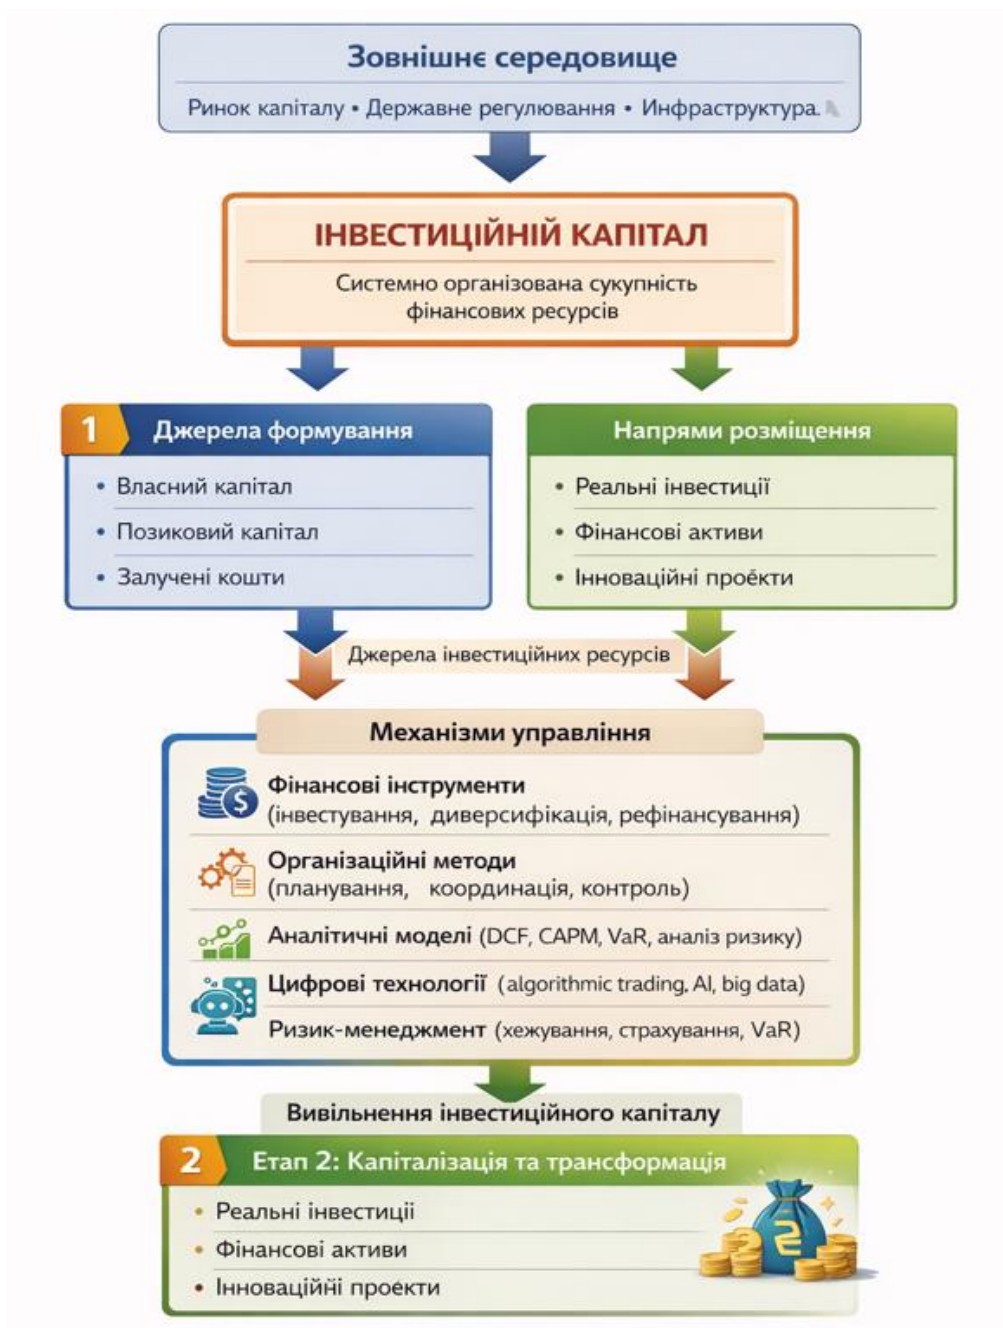 Зовнішнє середовище
Ринок капіталу • Державне регулювання • Инфраструктура.
ІНВЕСТИЦІЙНІЙ КАПІТАЛ
Системно організована сукупність
фінансових ресурсів
1 Джерела формування
• Власний капітал
• Позиковий капітал
• Залучені кошти
Напрями розміщення
• Реальні інвестиції
• Фінансові активи
• Інноваційні проєкти
Джерела інвестиційних ресурсів
Механізми управління
Фінансові інструменти
(інвестування, диверсифікація, рефінансування)
Організаційні методи
(планування, координація, контроль)
Аналітичні моделі (DCF, CAPM, VaR, аналіз ризику)
Цифрові технології (algorithmic trading, AI, big data)
Ризик-менеджмент (хежування, страхування, VaR)
Вивільнення інвестиційного капіталу
2 Етап 2: Капіталізація та трансформація
• Реальні інвестиції
• Фінансові активи
• Інноваційні проекти